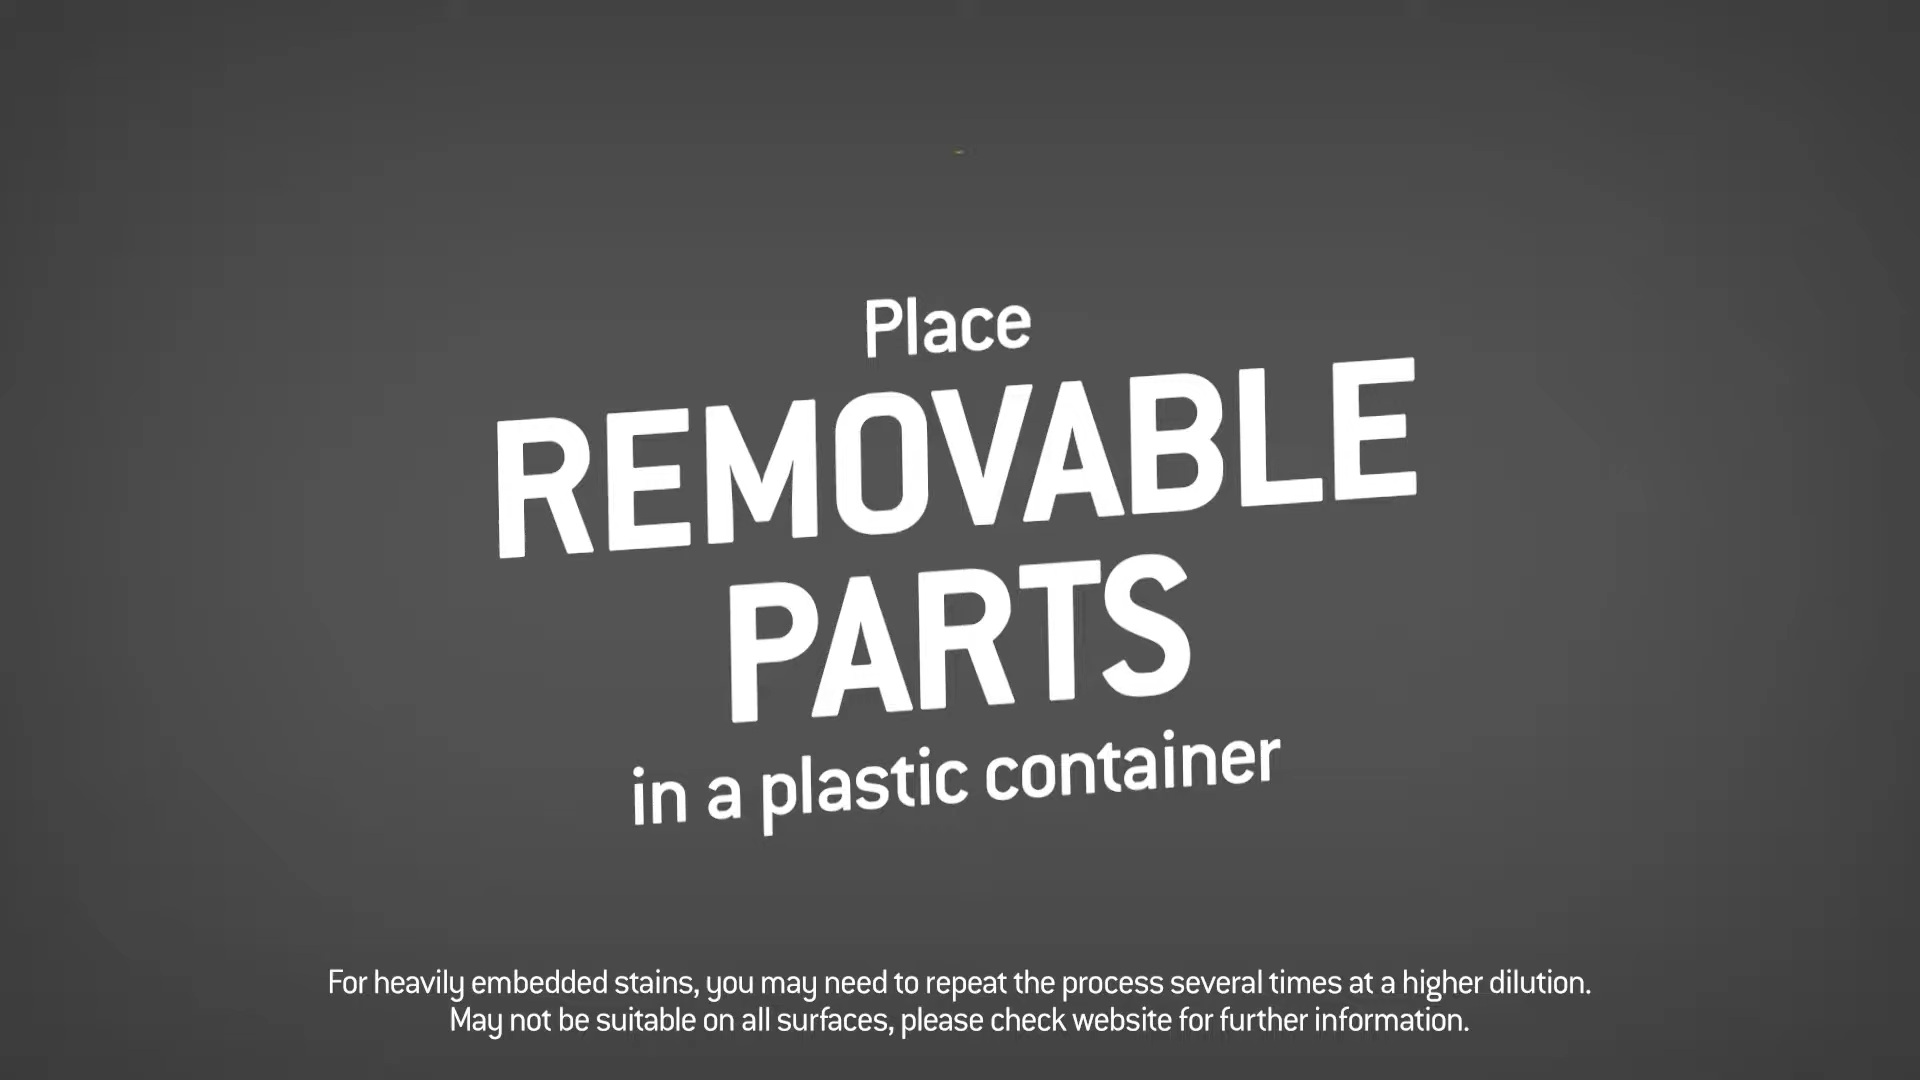 Place
REMOVABLE
PARTS
in a plastic container
For heavily embedded stains, you may need to repeat the process several times at a higher dilution.
May not be suitable on all surfaces, please check website for further information.